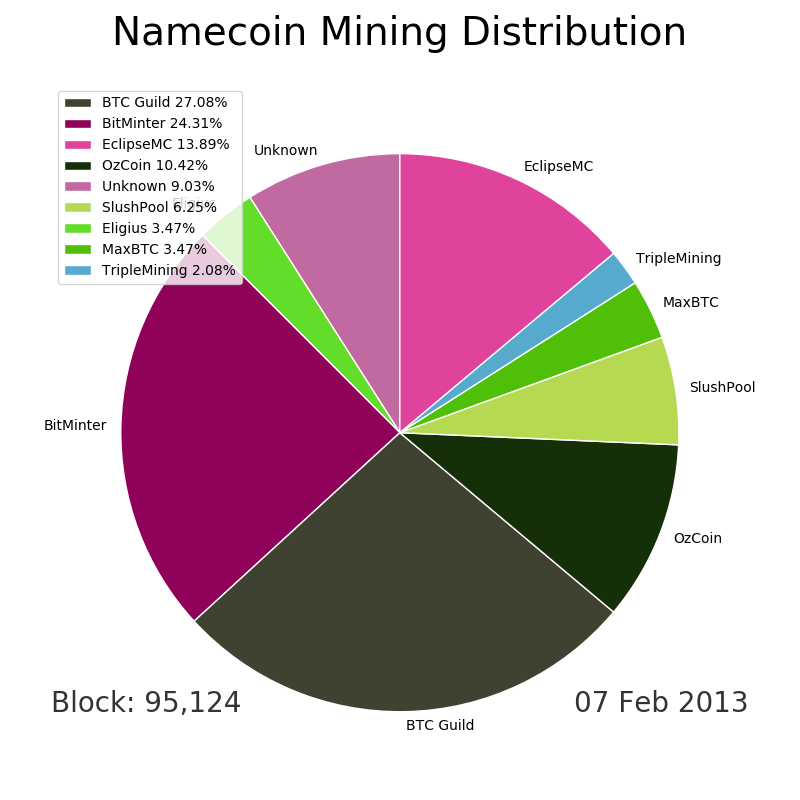 Namecoin Mining Distribution
BTC Guild 27.08%
BitMinter 24.31%
EclipseMC 13.89%
OzCoin 10.42%
Unknown 9.03%
SlushPool 6.25%
Eligius 3.47%
MaxBTC 3.47%
TripleMining 2.08%
Unknown
EclipseMC
Eligius
TripleMining
MaxBTC
SlushPool
BitMinter
OzCoin
Block: 95,124
07 Feb 2013
BTC Guild